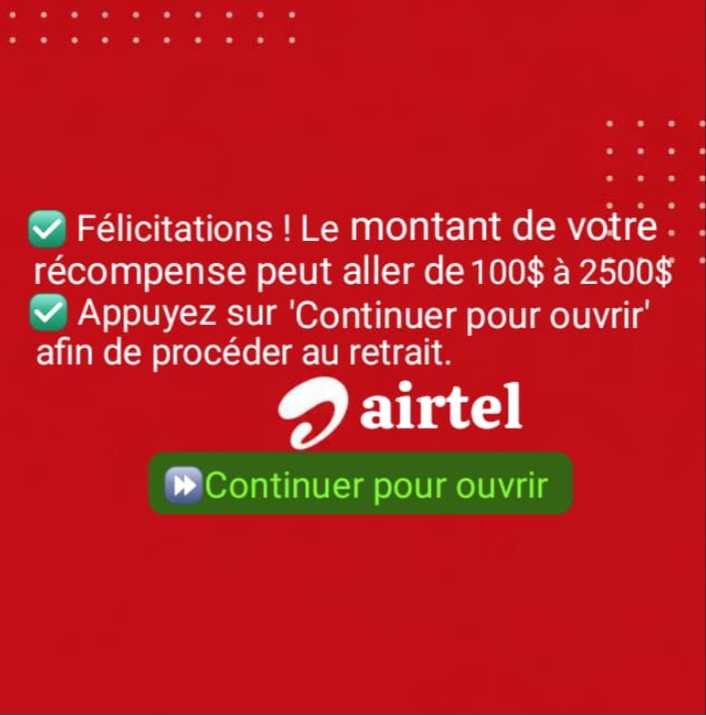 ✅ Félicitations ! Le montant de votre
récompense peut aller de 100$ à 2500$
✅ Appuyez sur 'Continuer pour ouvrir'
afin de procéder au retrait.
airtel
⏩Continuer pour ouvrir